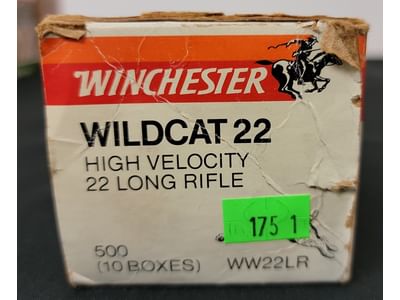 WINCHESTER
WILDCAT 22
HIGH VELOCITY
22 LONG RIFLE
175 1
500
(10 BOXES) WW22LR